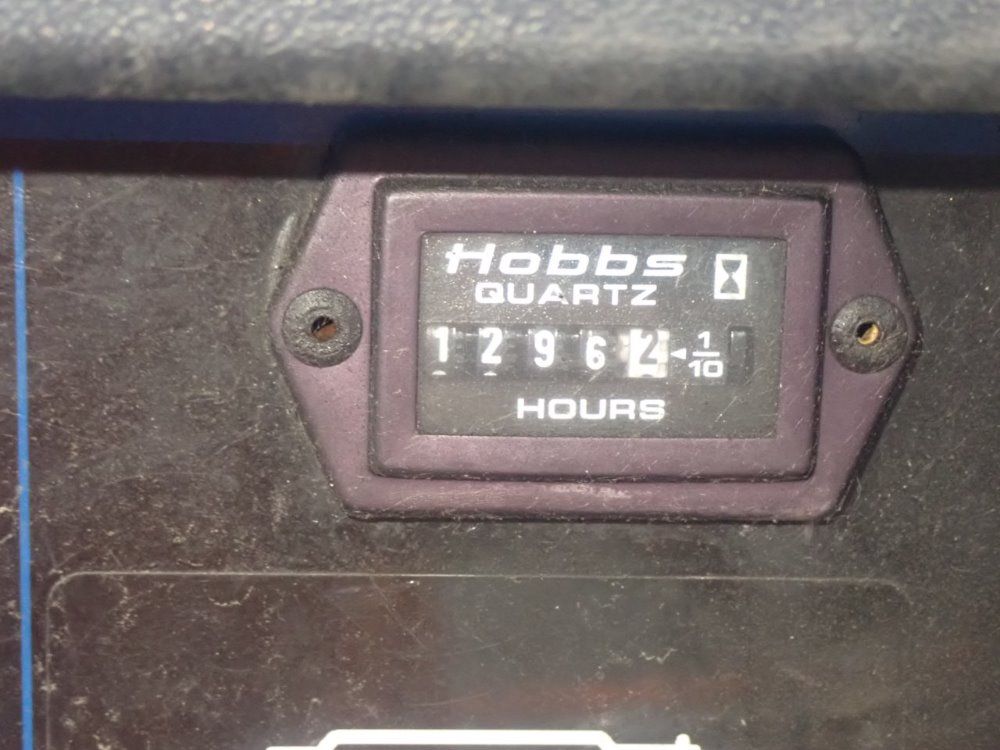 Hobbs
QUARTZ
1 2 9 6 2 ◄ 1/10
HOURS